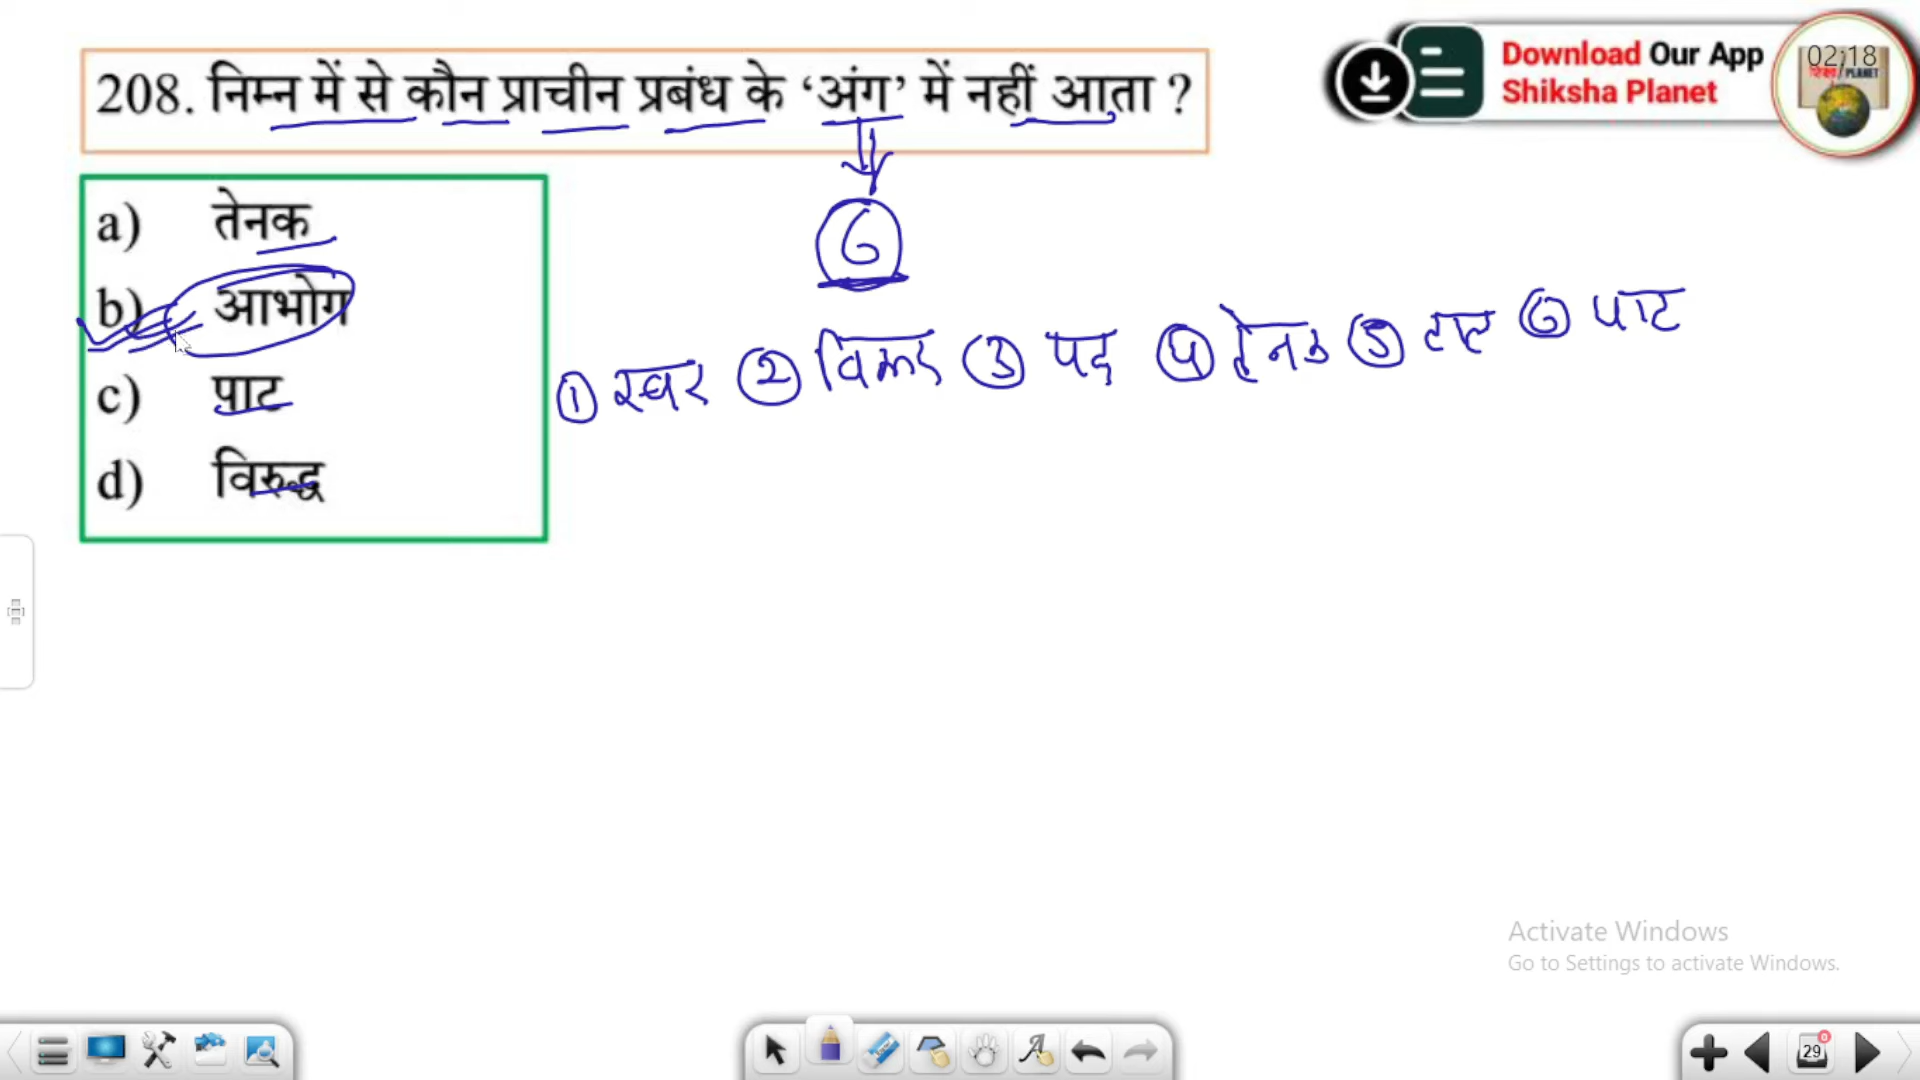 208. निम्न में से कौन प्राचीन प्रबंध के ‘अंग’ में नहीं आता ?
Download Our App
Shiksha Planet
02:18
शिक्षा PLANET
a) तेनक
b) आभोग
c) पाट
d) विरुद्ध
6
① स्वर ② विरूद ③ पद ④ तेनक ⑤ ताल ⑥ पाट
Activate Windows
Go to Settings to activate Windows.
29